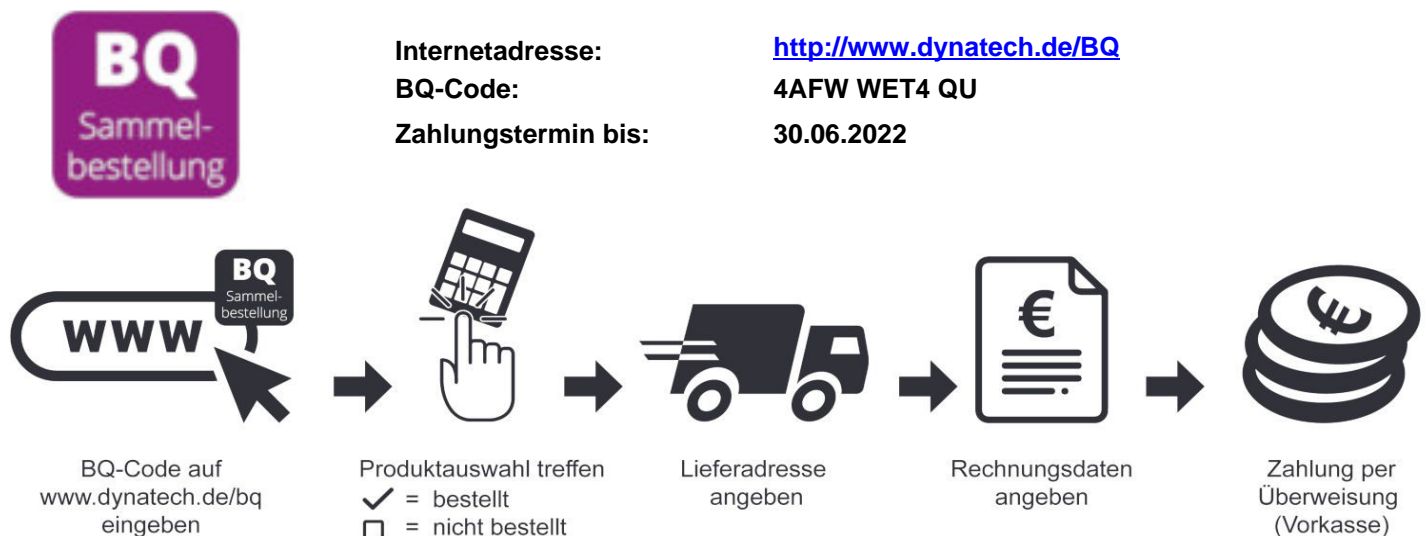 BQ
Sammel-
bestellung
Internetadresse: http://www.dynatech.de/BQ
BQ-Code: 4AFW WET4 QU
Zahlungstermin bis: 30.06.2022
www
BQ
Sammel-
bestellung
€
€
BQ-Code auf
www.dynatech.de/bq
eingeben
Produktauswahl treffen
✓ = bestellt
☐ = nicht bestellt
Lieferadresse
angeben
Rechnungsdaten
angeben
Zahlung per
Überweisung
(Vorkasse)